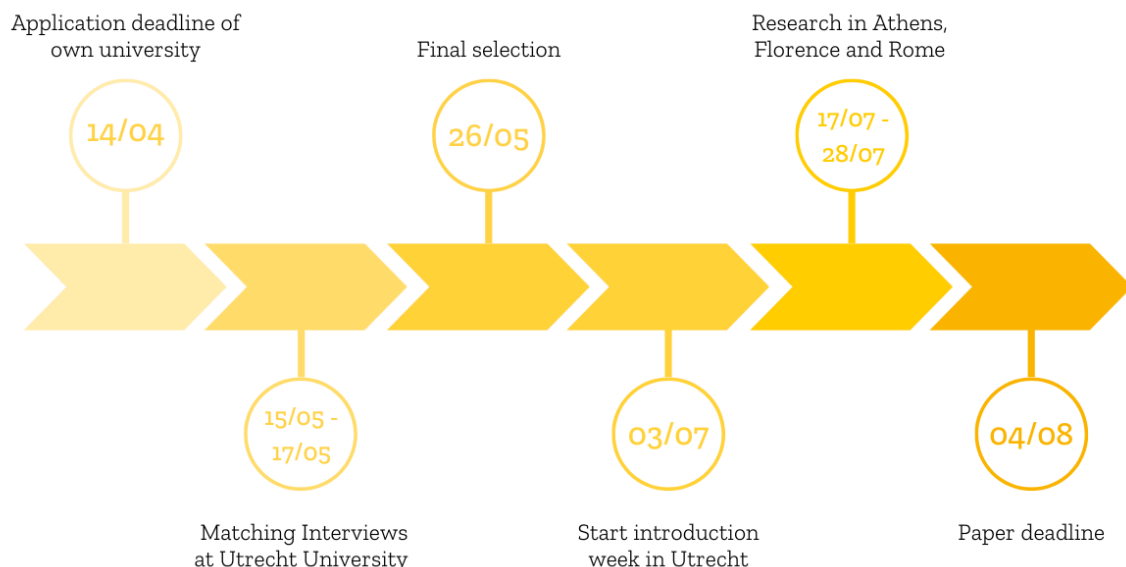 Application deadline of
own university
14/04
15/05 -
17/05
Matching Interviews
at Utrecht University
Final selection
26/05
03/07
Start introduction
week in Utrecht
Research in Athens,
Florence and Rome
17/07 -
28/07
04/08
Paper deadline